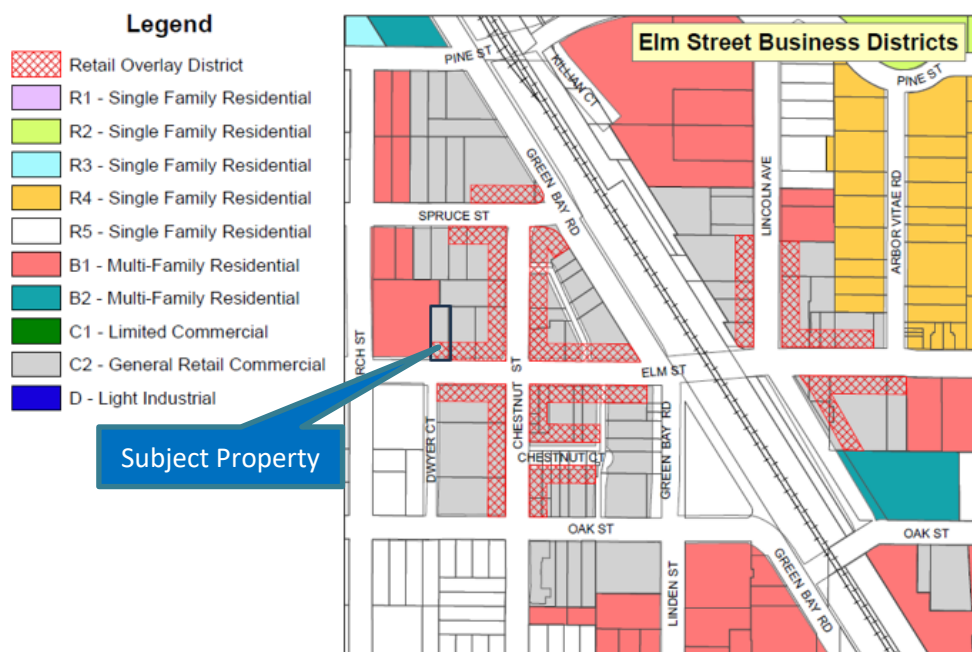 Legend
Retail Overlay District
R1 - Single Family Residential
R2 - Single Family Residential
R3 - Single Family Residential
R4 - Single Family Residential
R5 - Single Family Residential
B1 - Multi-Family Residential
B2 - Multi-Family Residential
C1 - Limited Commercial
C2 - General Retail Commercial
D - Light Industrial
Subject Property
Elm Street Business Districts
PINE ST
KILLIAN CT
PINE ST
GREEN BAY RD
LINCOLN AVE
ARBOR VITAE RD
SPRUCE ST
RCH ST
CHESTNUT ST
ELM ST
DWYER CT
CHESTNUT CT
GREEN BAY RD
OAK ST
OAK ST
LINDEN ST
GREEN BAY RD